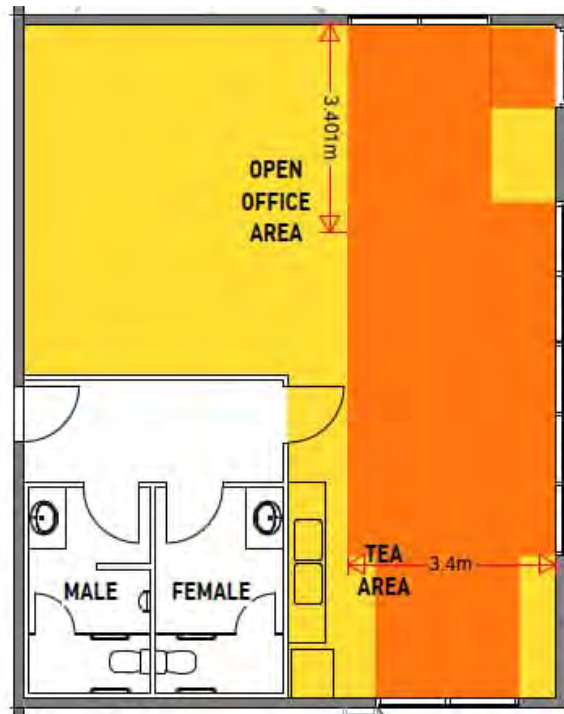 3.401m
OPEN
OFFICE
AREA
TEA
AREA
3.4m
MALE
FEMALE